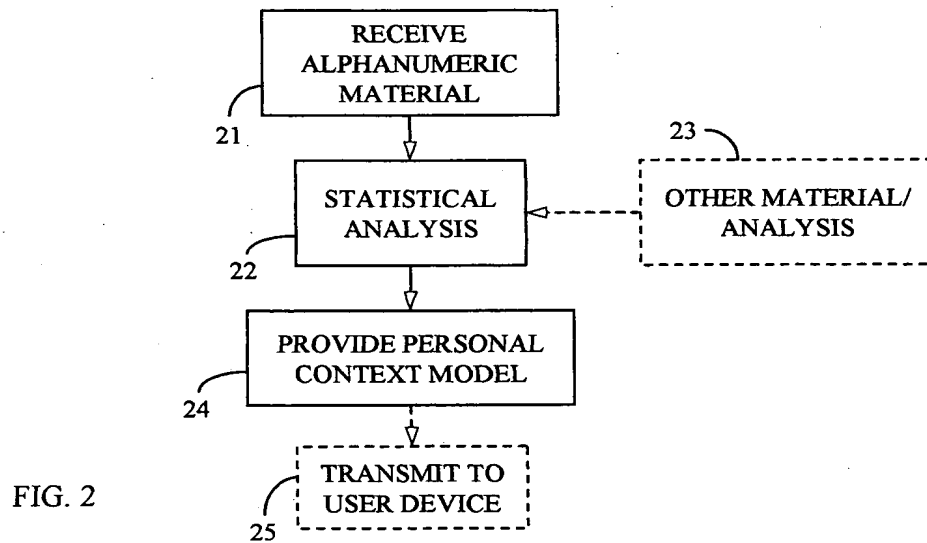 RECEIVE
ALPHANUMERIC
MATERIAL
21
23
STATISTICAL
ANALYSIS
22
OTHER MATERIAL/
ANALYSIS
PROVIDE PERSONAL
CONTEXT MODEL
24
TRANSMIT TO
USER DEVICE
25
FIG. 2